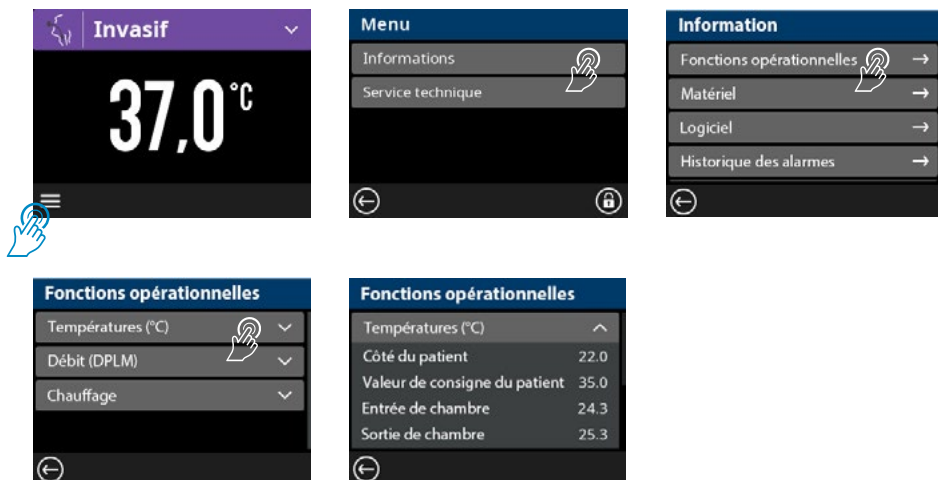 Invasif
37,0°C
Menu
Informations
Service technique
Information
Fonctions opérationnelles
Matériel
Logiciel
Historique des alarmes
Fonctions opérationnelles
Températures (°C)
Débit (DPLM)
Chauffage
Fonctions opérationnelles
Températures (°C)
Côté du patient 22.0
Valeur de consigne du patient 35.0
Entrée de chambre 24.3
Sortie de chambre 25.3